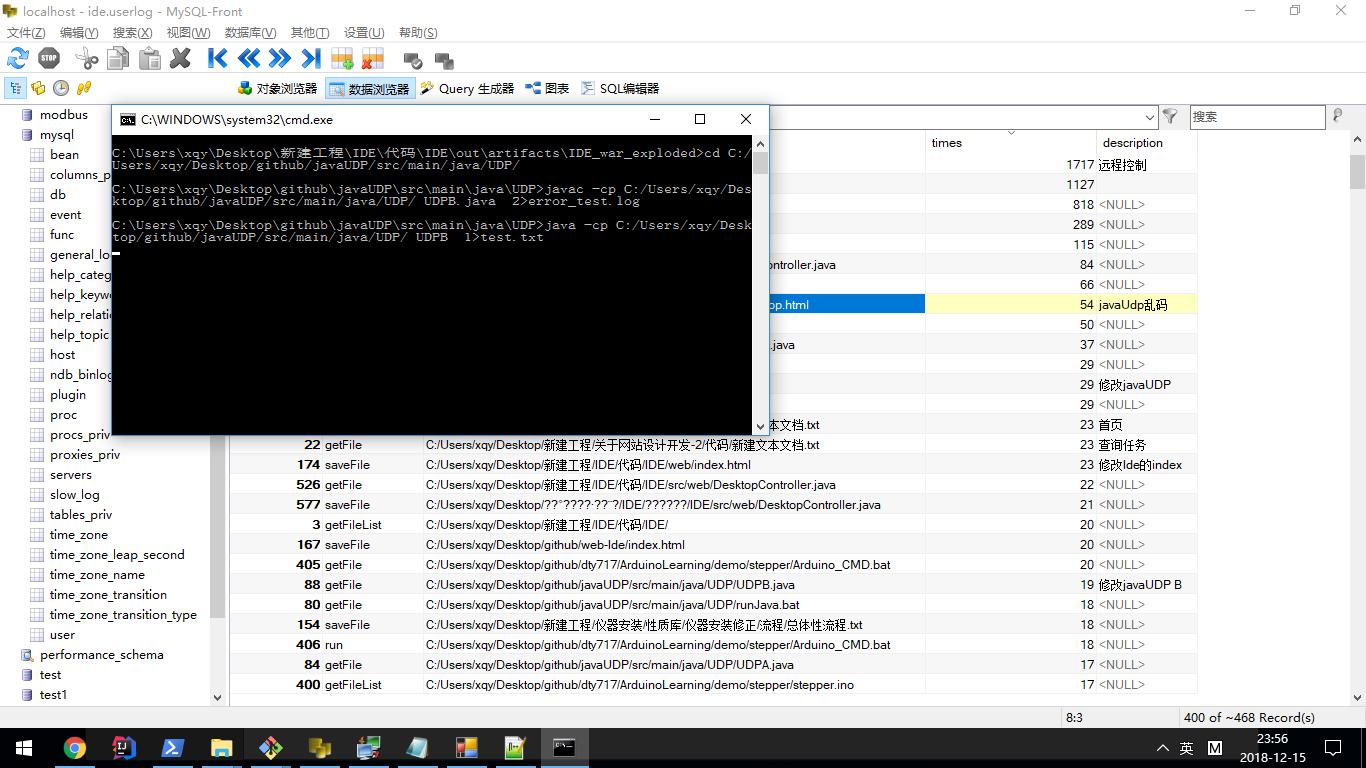 localhost - ide.userlog - MySQL-Front
文件(Z) 编辑(Y) 搜索(X) 视图(W) 数据库(V) 其他(T) 设置(U) 帮助(S)
STOP
对象浏览器 数据浏览器 Query 生成器 图表 SQL编辑器
搜索
modbus
mysql
bean
columns_p
db
event
func
general_lo
help_categ
help_keyw
help_relati
help_topic
host
ndb_binlog
plugin
proc
procs_priv
proxies_priv
servers
slow_log
tables_priv
time_zone
time_zone_leap_second
time_zone_name
time_zone_transition
time_zone_transition_type
user
performance_schema
test
test1
C:\WINDOWS\system32\cmd.exe
C:\Users\xqy\Desktop\新建工程\IDE\代码\IDE\out\artifacts\IDE_war_exploded>cd C:/
Users/xqy/Desktop/github/javaUDP/src/main/java/UDP/
C:\Users\xqy\Desktop\github\javaUDP\src\main\java\UDP>javac -cp C:/Users/xqy/Des
ktop/github/javaUDP/src/main/java/UDP/ UDPB.java  2>error_test.log
C:\Users\xqy\Desktop\github\javaUDP\src\main\java\UDP>java -cp C:/Users/xqy/Desk
top/github/javaUDP/src/main/java/UDP/ UDPB  1>test.txt
times description
1717 远程控制
1127
818 <NULL>
289 <NULL>
115 <NULL>
ontroller.java 84 <NULL>
66 <NULL>
op.html 54 javaUdp乱码
50 <NULL>
.java 37 <NULL>
29 <NULL>
29 修改javaUDP
29 <NULL>
本文档.txt 23 首页
22 getFile C:/Users/xqy/Desktop/新建工程/关于网站设计开发-2/代码/新建文本文档.txt 23 查询任务
174 saveFile C:/Users/xqy/Desktop/新建工程/IDE/代码/IDE/web/index.html 23 修改Ide的index
526 getFile C:/Users/xqy/Desktop/新建工程/IDE/代码/IDE/src/web/DesktopController.java 22 <NULL>
577 saveFile C:/Users/xqy/Desktop/??°????·??¨?/IDE/??????/IDE/src/web/DesktopController.java 21 <NULL>
3 getFileList C:/Users/xqy/Desktop/新建工程/IDE/代码/IDE/ 20 <NULL>
167 saveFile C:/Users/xqy/Desktop/github/web-Ide/index.html 20 <NULL>
405 getFile C:/Users/xqy/Desktop/github/dty717/ArduinoLearning/demo/stepper/Arduino_CMD.bat 20 <NULL>
88 getFile C:/Users/xqy/Desktop/github/javaUDP/src/main/java/UDP/UDPB.java 19 修改javaUDP B
80 getFile C:/Users/xqy/Desktop/github/javaUDP/src/main/java/UDP/runJava.bat 18 <NULL>
154 saveFile C:/Users/xqy/Desktop/新建工程/仪器安装/性质库/仪器安装修正/流程/总体性流程.txt 18 <NULL>
406 run C:/Users/xqy/Desktop/github/dty717/ArduinoLearning/demo/stepper/Arduino_CMD.bat 18 <NULL>
84 getFile C:/Users/xqy/Desktop/github/javaUDP/src/main/java/UDP/UDPA.java 17 <NULL>
400 getFileList C:/Users/xqy/Desktop/github/dty717/ArduinoLearning/demo/stepper/stepper.ino 17 <NULL>
8:3 400 of ~468 Record(s)
英 M 23:56
2018-12-15